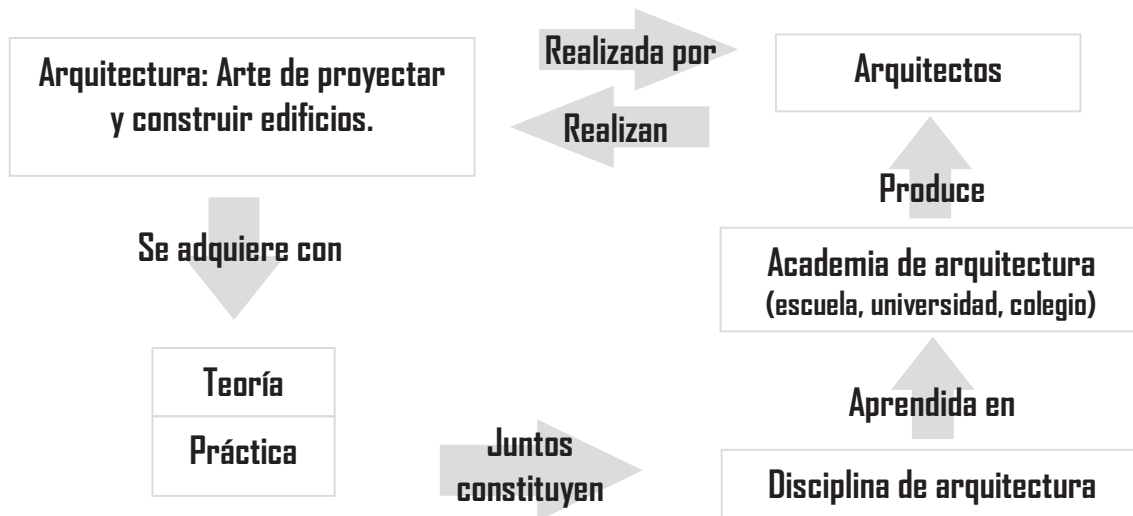 Arquitectura: Arte de proyectar
y construir edificios.
Realizada por
Realizan
Arquitectos
Produce
Se adquiere con
Academia de arquitectura
(escuela, universidad, colegio)
Teoría
Práctica
Aprendida en
Juntos
constituyen
Disciplina de arquitectura